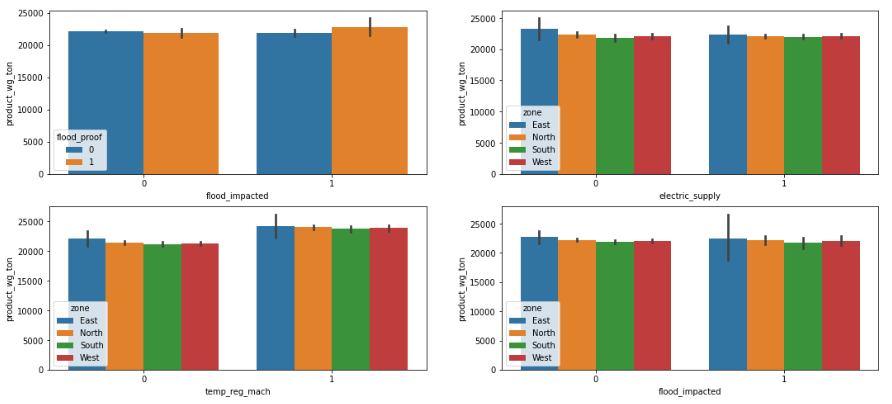 25000
20000
15000
10000
5000
0
product_wg_ton
flood_proof
0
1
0
1
flood_impacted
25000
20000
15000
10000
5000
0
product_wg_ton
zone
East
North
South
West
0
1
electric_supply
25000
20000
15000
10000
5000
0
product_wg_ton
zone
East
North
South
West
0
1
temp_reg_mach
25000
20000
15000
10000
5000
0
product_wg_ton
zone
East
North
South
West
0
1
flood_impacted